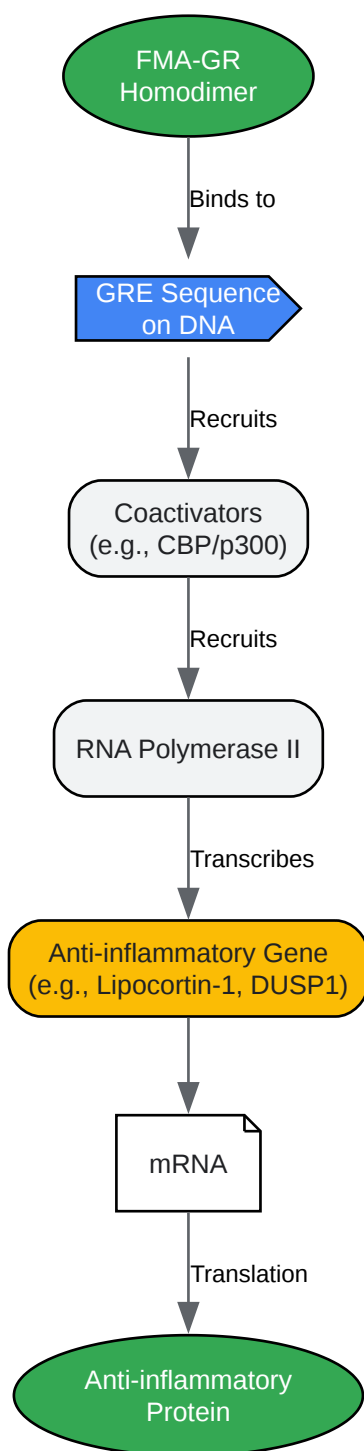 FMA-GR
Homodimer
Binds to
GRE Sequence
on DNA
Recruits
Coactivators
(e.g., CBP/p300)
Recruits
RNA Polymerase II
Transcribes
Anti-inflammatory Gene
(e.g., Lipocortin-1, DUSP1)
mRNA
Translation
Anti-inflammatory
Protein